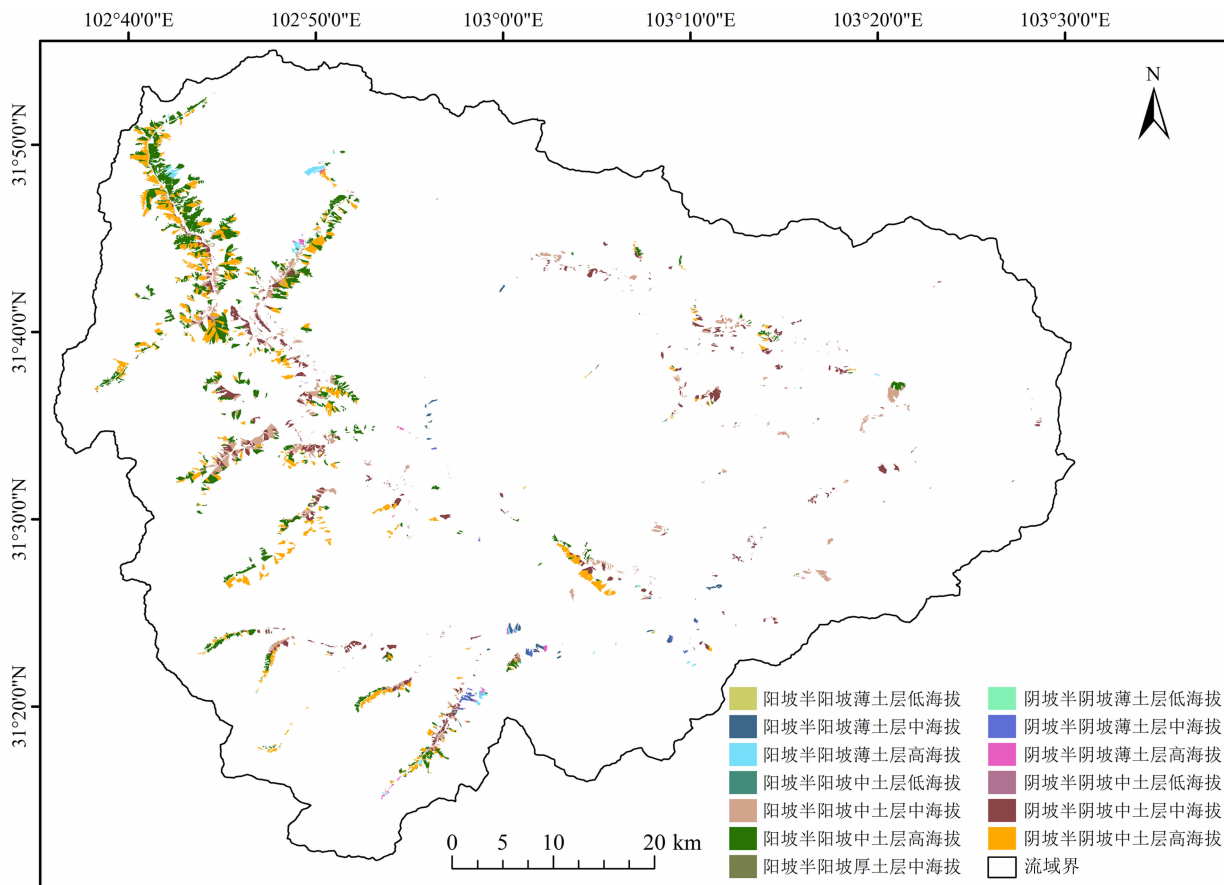 102°40'0"E
102°50'0"E
103°0'0"E
103°10'0"E
103°20'0"E
103°30'0"E
31°50'0"N
31°40'0"N
31°30'0"N
31°20'0"N
N
阳坡半阳坡薄土层低海拔
阳坡半阳坡薄土层中海拔
阳坡半阳坡薄土层高海拔
阳坡半阳坡中土层低海拔
阳坡半阳坡中土层中海拔
阳坡半阳坡中土层高海拔
阳坡半阳坡厚土层中海拔
阴坡半阴坡薄土层低海拔
阴坡半阴坡薄土层中海拔
阴坡半阴坡薄土层高海拔
阴坡半阴坡中土层低海拔
阴坡半阴坡中土层中海拔
阴坡半阴坡中土层高海拔
流域界
0 5 10 20 km